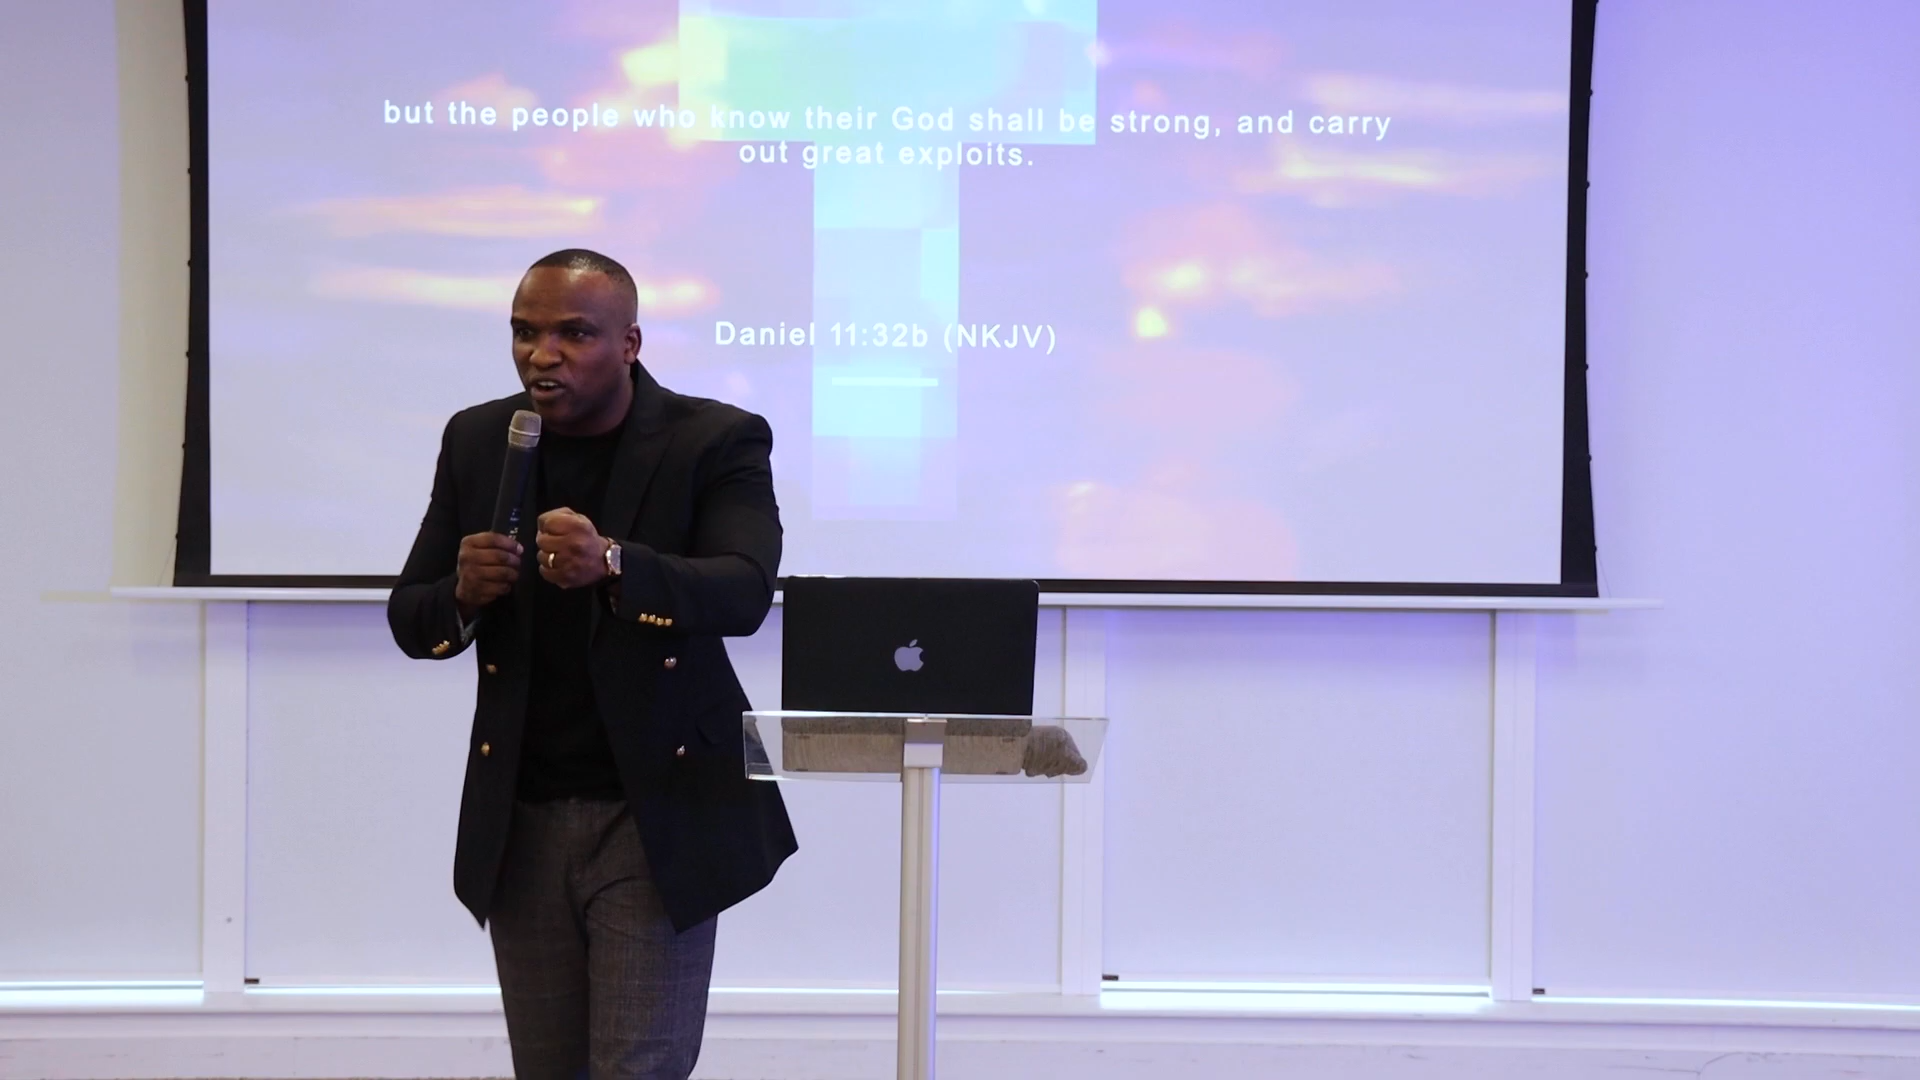 but the people who know their God shall be strong, and carry
out great exploits.
Daniel 11:32b (NKJV)